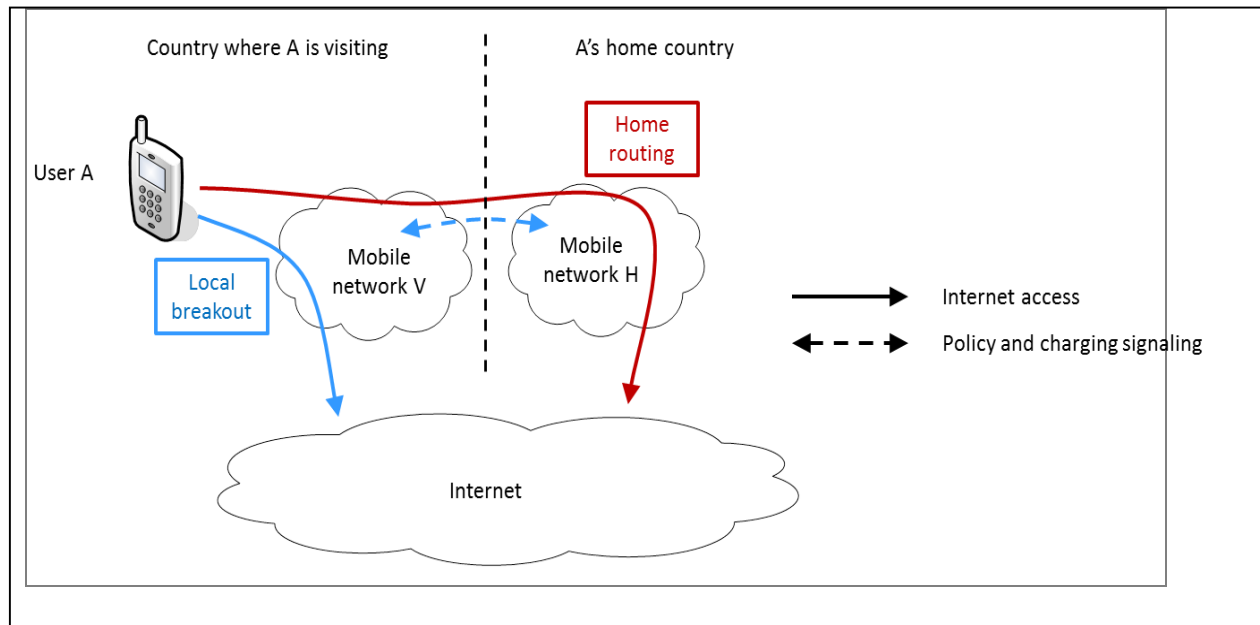 Country where A is visiting
A's home country
Home
routing
User A
Mobile
network V
Mobile
network H
Local
breakout
Internet access
Policy and charging signaling
Internet